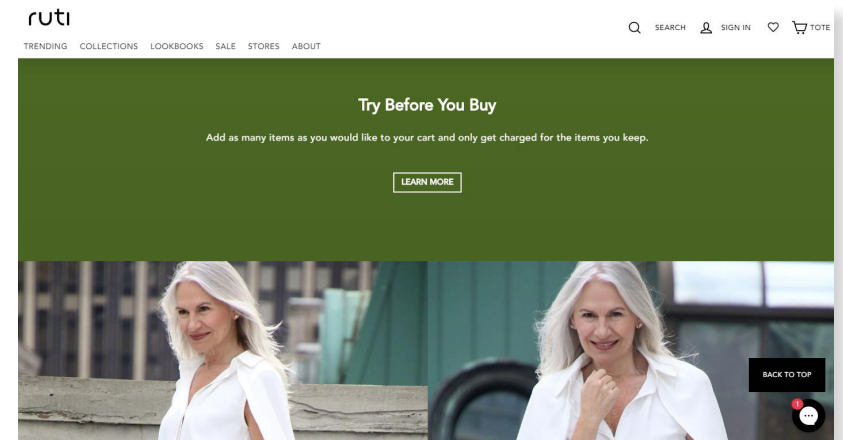 ruti
SEARCH
SIGN IN
TOTE
TRENDING COLLECTIONS LOOKBOOKS SALE STORES ABOUT
Try Before You Buy
Add as many items as you would like to your cart and only get charged for the items you keep.
LEARN MORE
BACK TO TOP
1